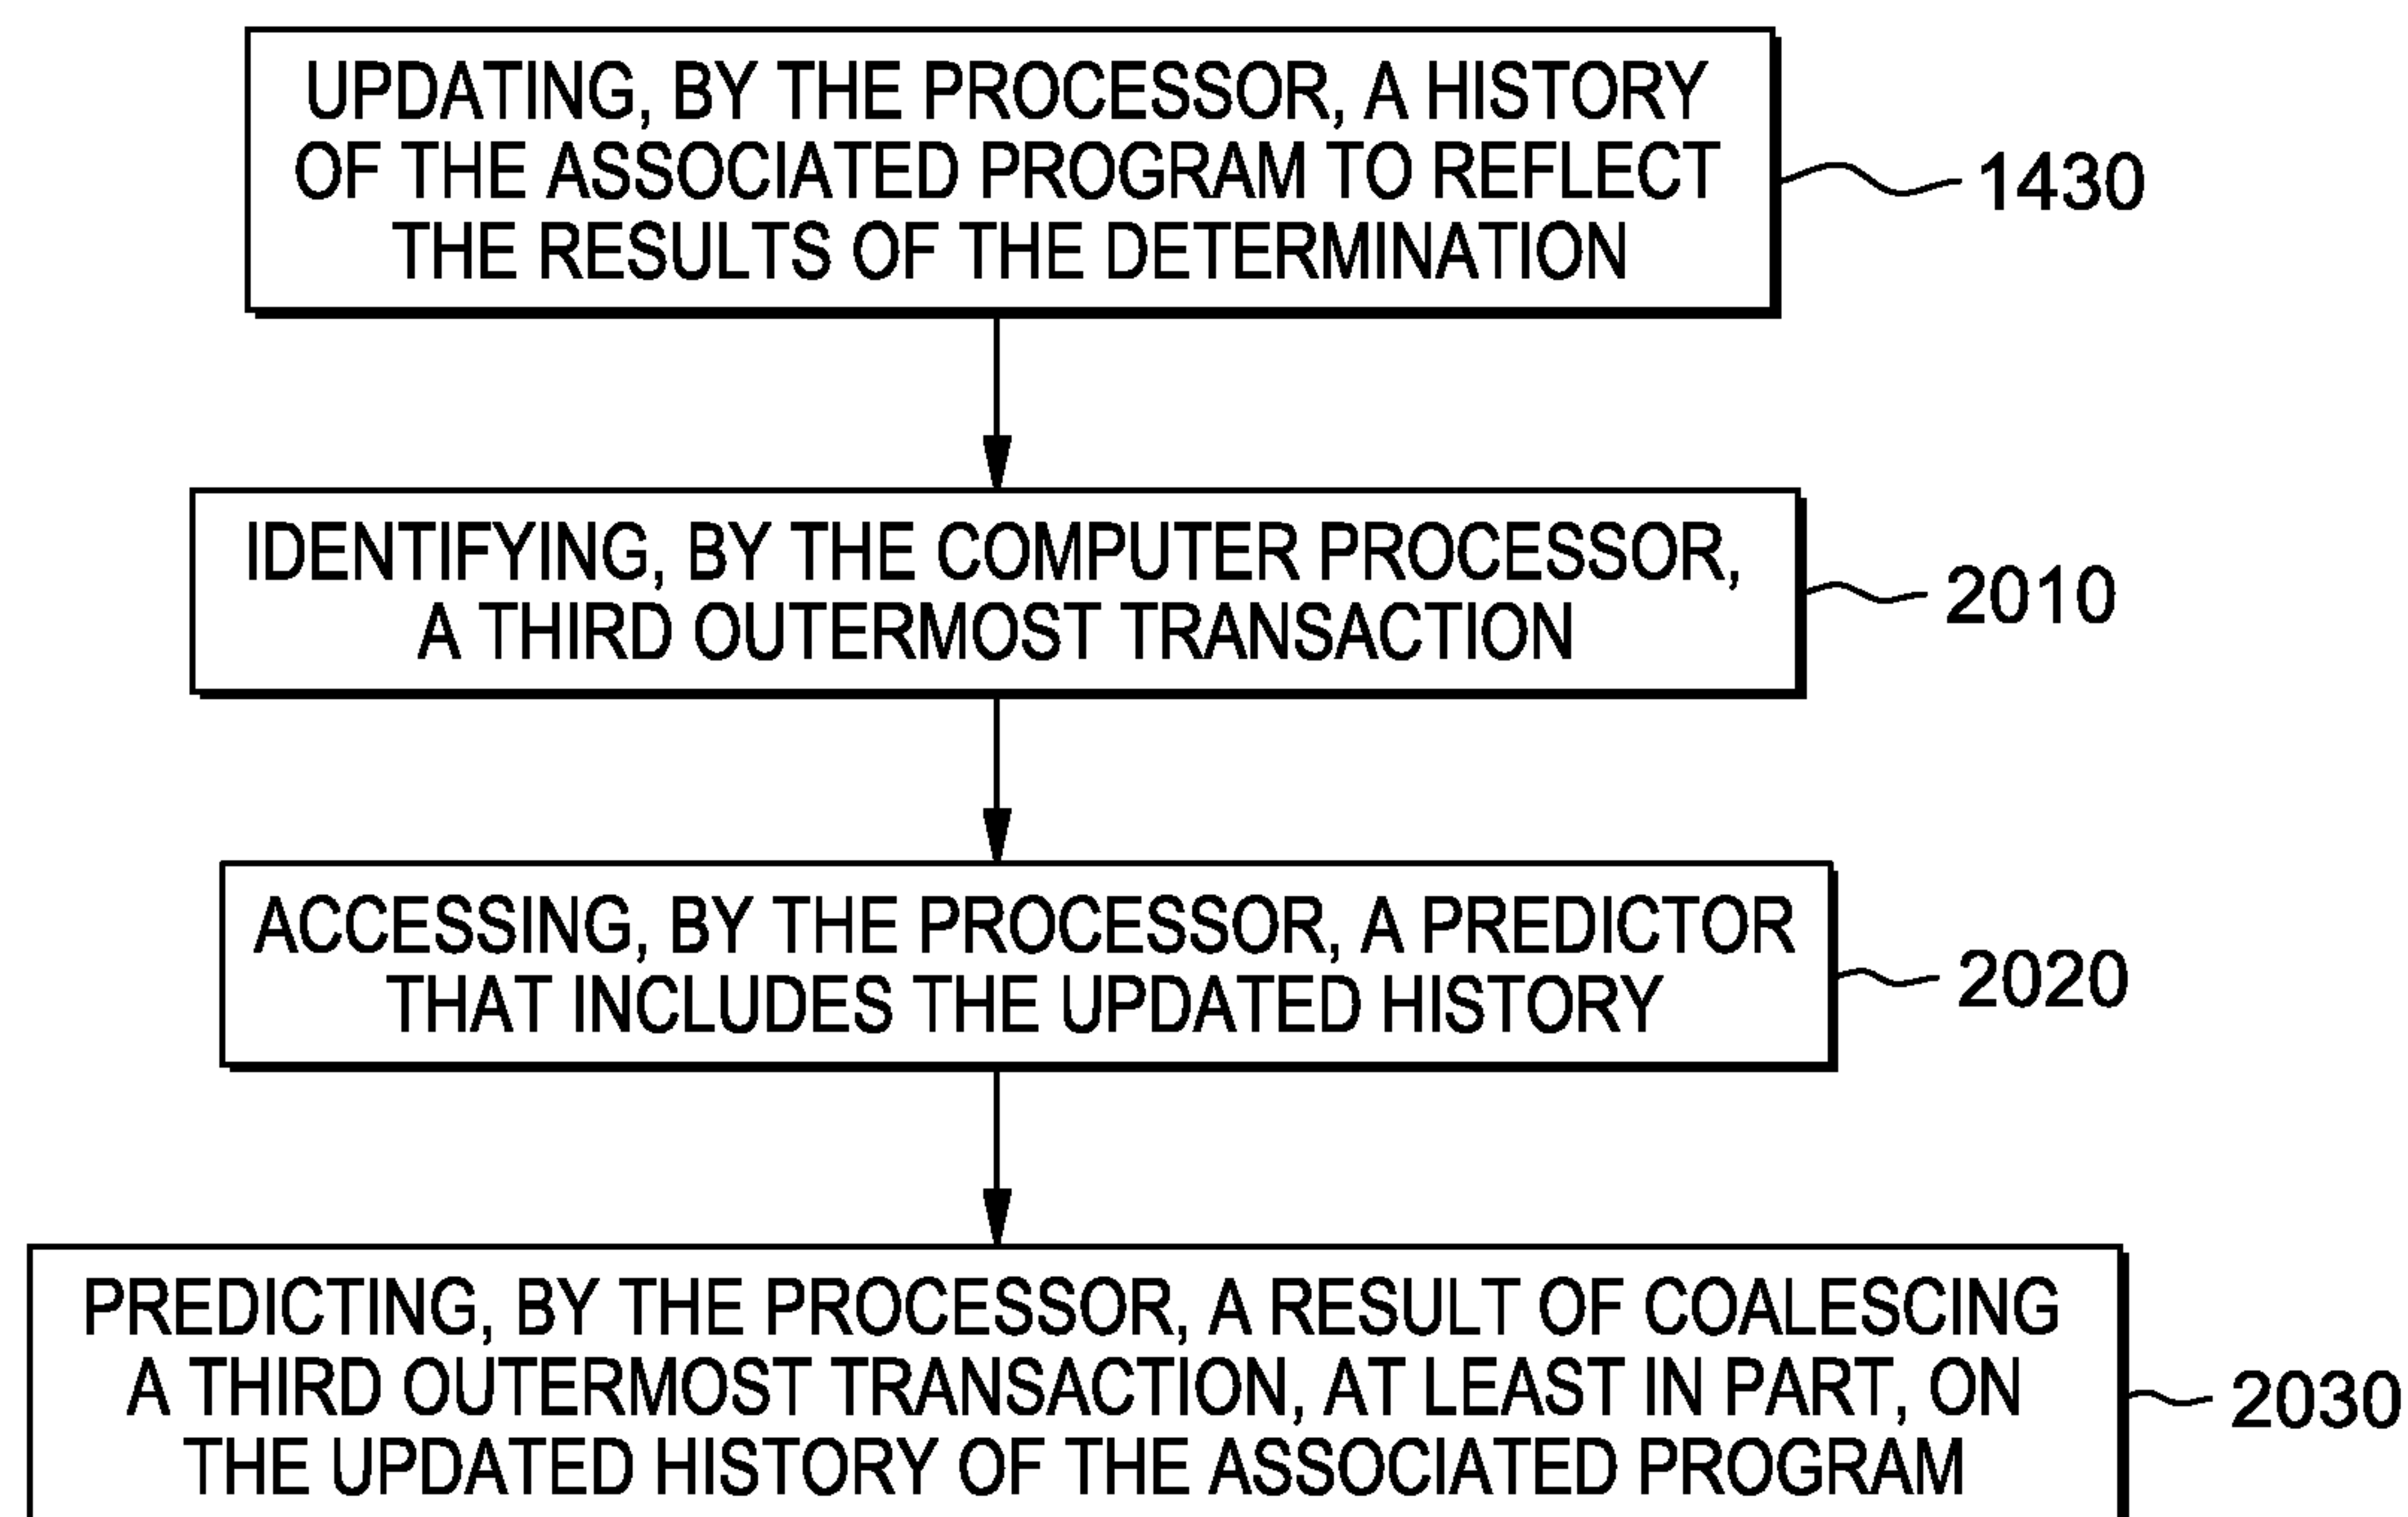 UPDATING, BY THE PROCESSOR, A HISTORY
OF THE ASSOCIATED PROGRAM TO REFLECT
THE RESULTS OF THE DETERMINATION
1430
IDENTIFYING, BY THE COMPUTER PROCESSOR,
A THIRD OUTERMOST TRANSACTION
2010
ACCESSING, BY THE PROCESSOR, A PREDICTOR
THAT INCLUDES THE UPDATED HISTORY
2020
PREDICTING, BY THE PROCESSOR, A RESULT OF COALESCING
A THIRD OUTERMOST TRANSACTION, AT LEAST IN PART, ON
THE UPDATED HISTORY OF THE ASSOCIATED PROGRAM
2030